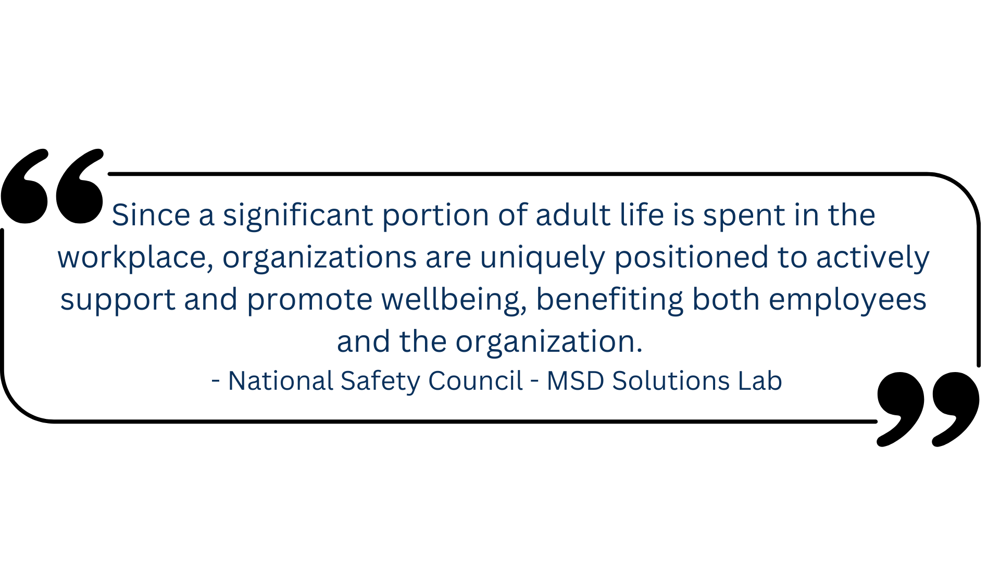 Since a significant portion of adult life is spent in the
workplace, organizations are uniquely positioned to actively
support and promote wellbeing, benefiting both employees
and the organization.
- National Safety Council - MSD Solutions Lab